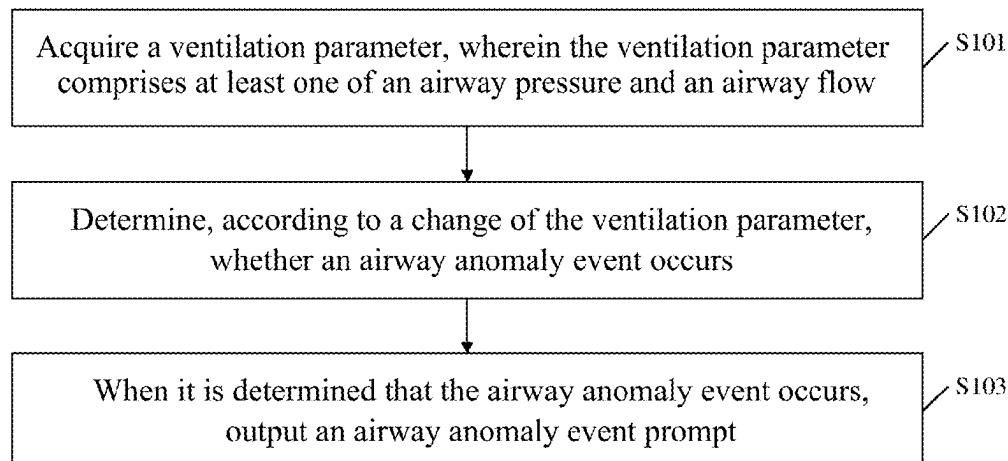 Acquire a ventilation parameter, wherein the ventilation parameter
comprises at least one of an airway pressure and an airway flow
S101
Determine, according to a change of the ventilation parameter,
whether an airway anomaly event occurs
S102
When it is determined that the airway anomaly event occurs,
output an airway anomaly event prompt
S103